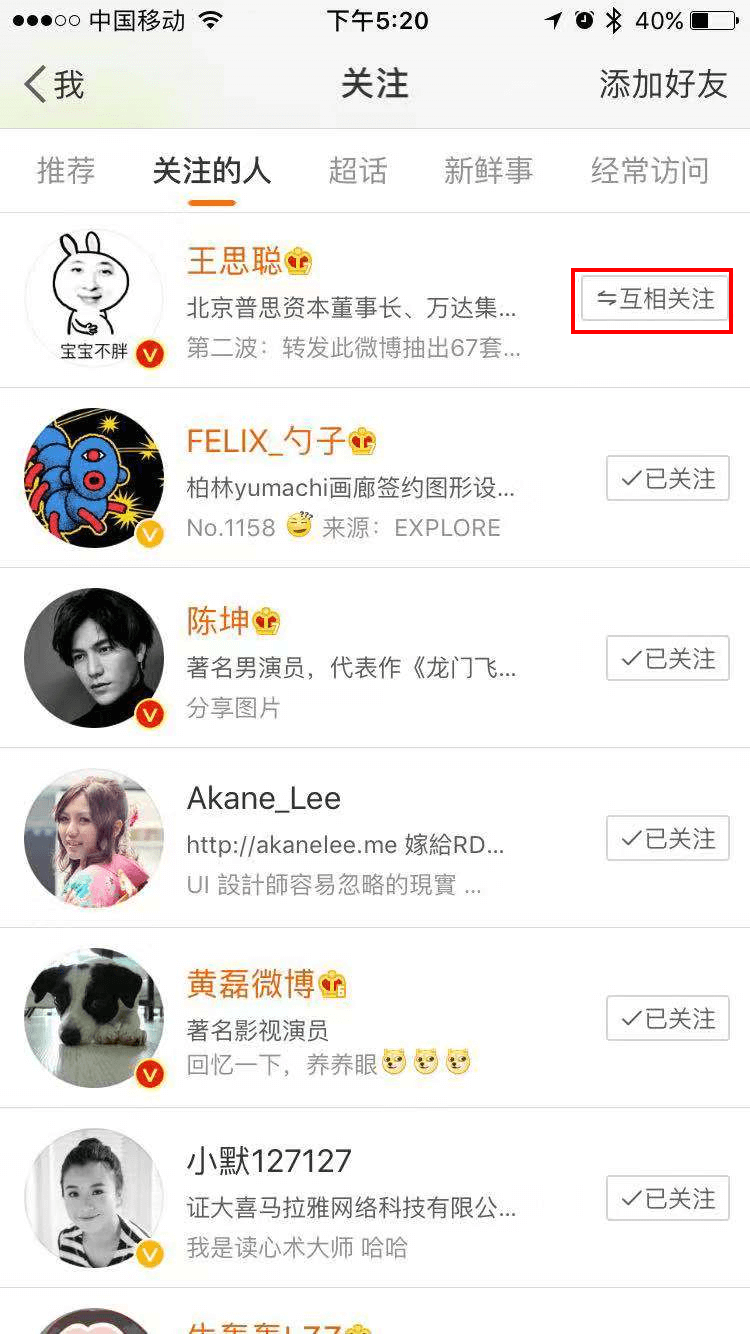 中国移动 下午5:20 40%
我 关注 添加好友
推荐 关注的人 超话 新鲜事 经常访问
王思聪
北京普思资本董事长、万达集...
互相关注
第二波：转发此微博抽出67套...
宝宝不胖
FELIX_勺子
柏林yumachi画廊签约图形设...
已关注
No.1158 来源：EXPLORE
陈坤
著名男演员，代表作《龙门飞...
已关注
分享图片
Akane_Lee
http://akanelee.me 嫁給RD...
已关注
UI 設計師容易忽略的現實 ...
黄磊微博
著名影视演员
已关注
回忆一下，养养眼
小默127127
证大喜马拉雅网络科技有限公...
已关注
我是读心术大师 哈哈